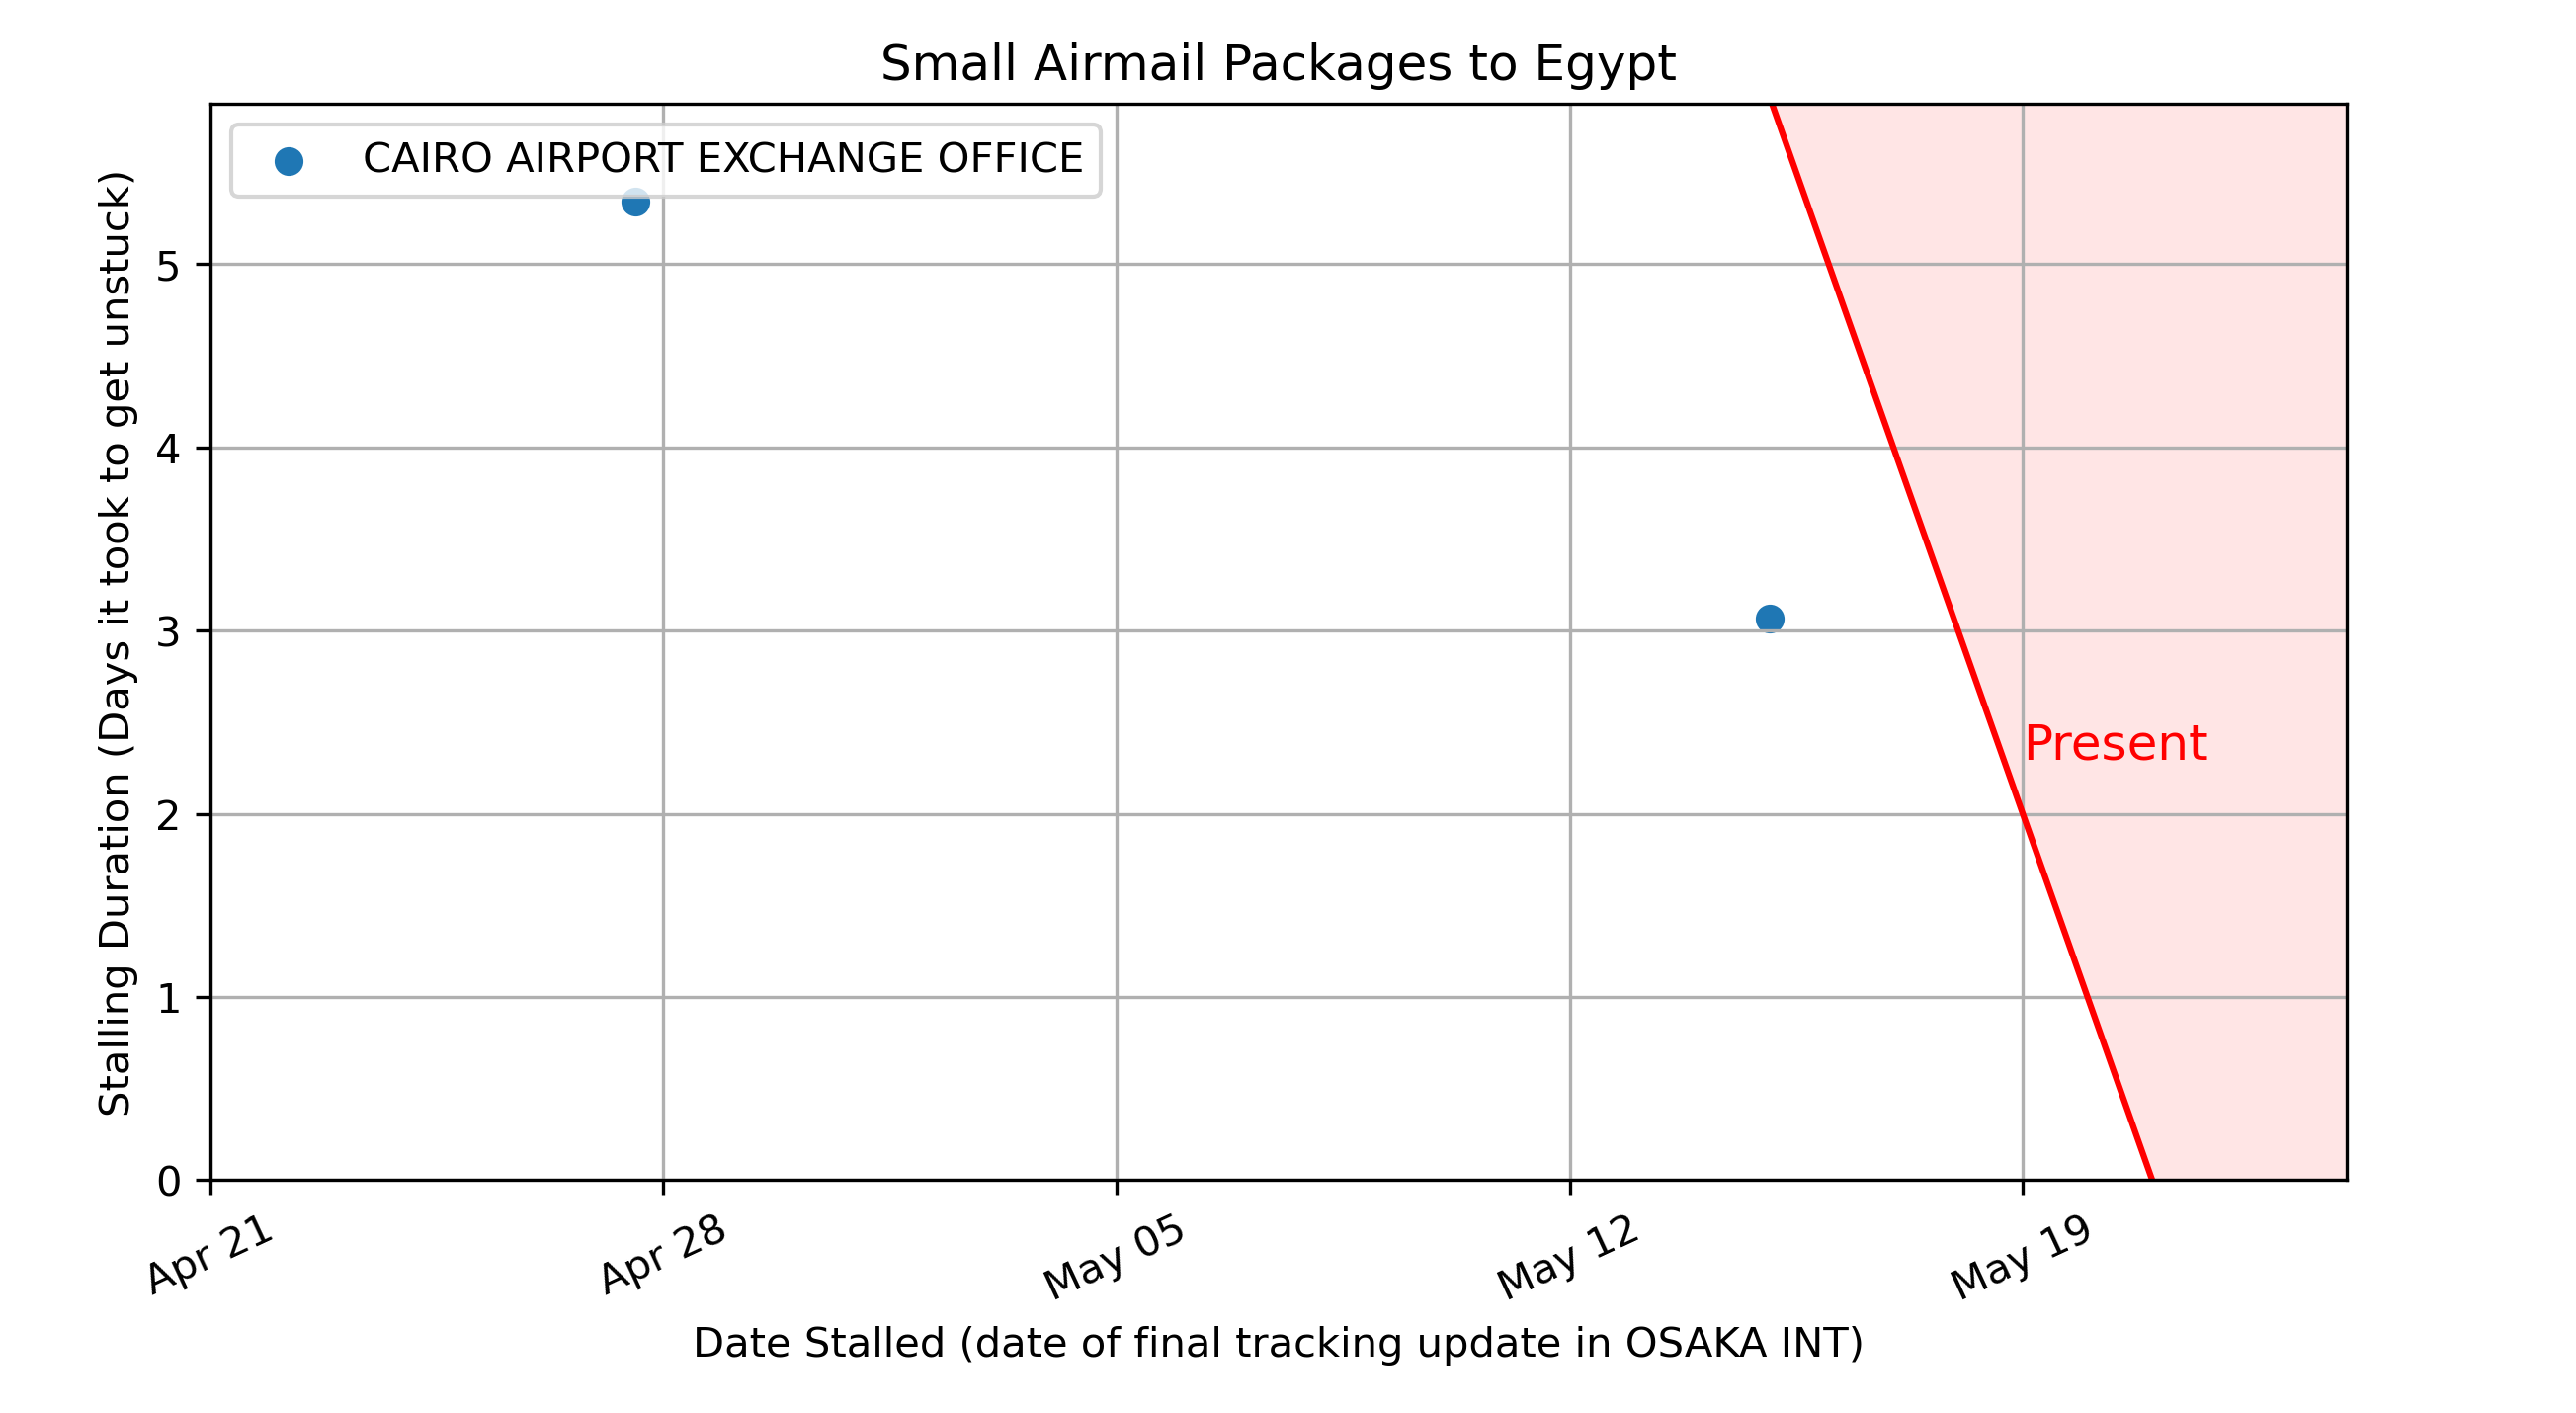 Small Airmail Packages to Egypt
CAIRO AIRPORT EXCHANGE OFFICE
Stalling Duration (Days it took to get unstuck)
5
4
3
2
1
0
Present
Apr 21
Apr 28
May 05
May 12
May 19
Date Stalled (date of final tracking update in OSAKA INT)